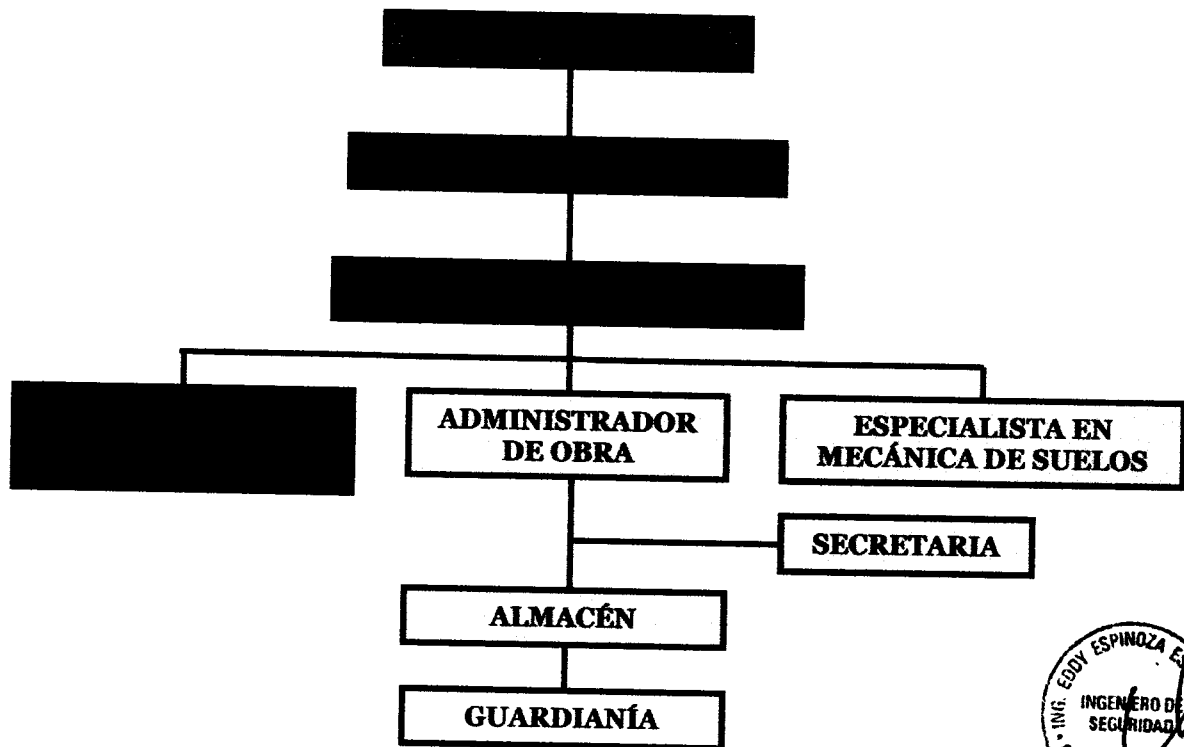 ADMINISTRADOR
DE OBRA
ESPECIALISTA EN
MECÁNICA DE SUELOS
SECRETARIA
ALMACÉN
GUARDIANÍA
ING. EDDY ESPINOZA
INGENIERO DE
SEGURIDAD